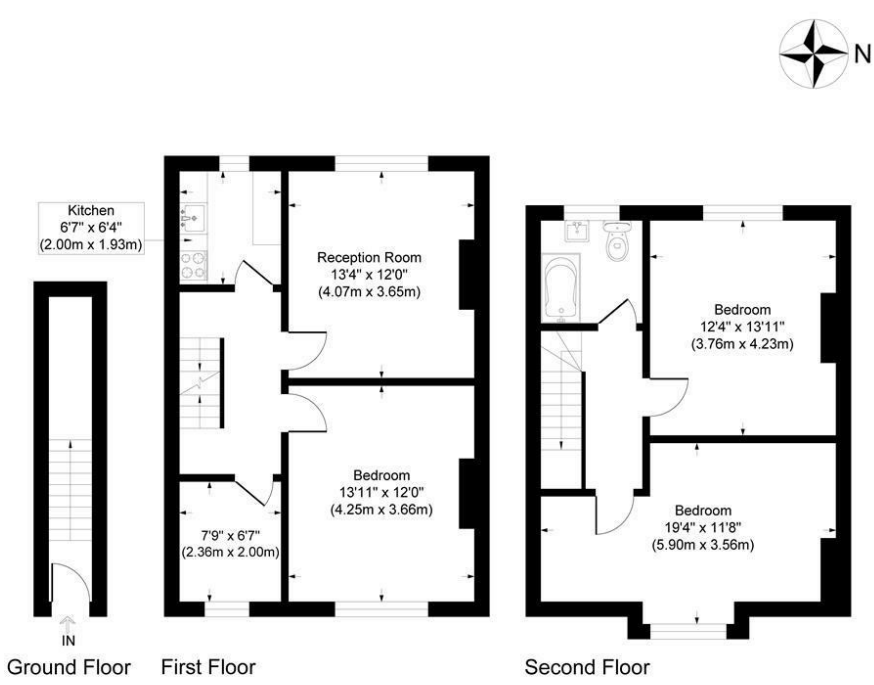 N
Kitchen
6'7" x 6'4"
(2.00m x 1.93m)
Reception Room
13'4" x 12'0"
(4.07m x 3.65m)
Bedroom
12'4" x 13'11"
(3.76m x 4.23m)
Bedroom
13'11" x 12'0"
(4.25m x 3.66m)
7'9" x 6'7"
(2.36m x 2.00m)
Bedroom
19'4" x 11'8"
(5.90m x 3.56m)
IN
Ground Floor
First Floor
Second Floor